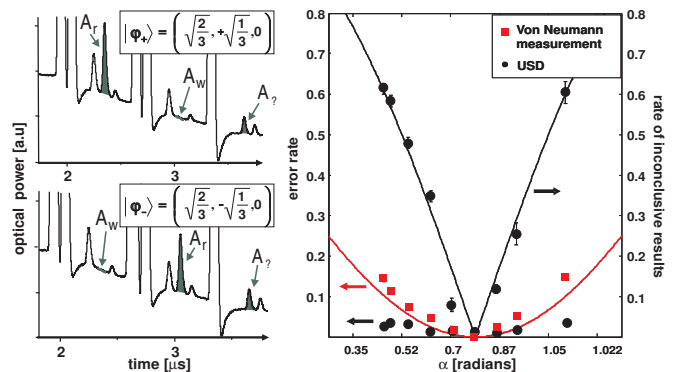 A_r
|φ₊⟩ = (√2/3, +√1/3, 0)
A_W
A_?
2
3
optical power [a.u]
|φ₋⟩ = (√2/3, -√1/3, 0)
A_W
A_r
A_?
2
3
time [μs]
0.8
0.7
0.6
0.5
0.4
0.3
0.2
0.1
error rate
Von Neumann
measurement
USD
0.8
0.7
0.6
0.5
0.4
0.3
0.2
0.1
rate of inconclusive results
0.35 0.52 0.7 0.87 1.05 1.022
α [radians]